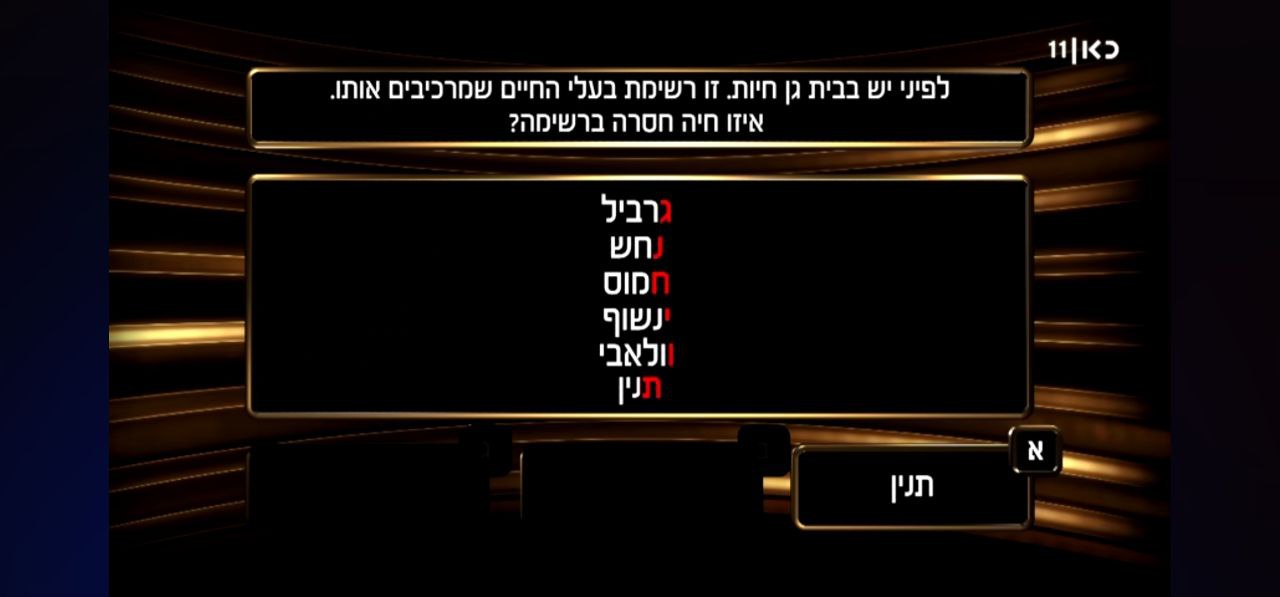 כאן|11
לפיני יש בבית גן חיות. זו רשימת בעלי החיים שמרכיבים אותו.
איזו חיה חסרה ברשימה?
גרביל
נחש
חמוס
ינשוף
וולאבי
תנין
א
תנין